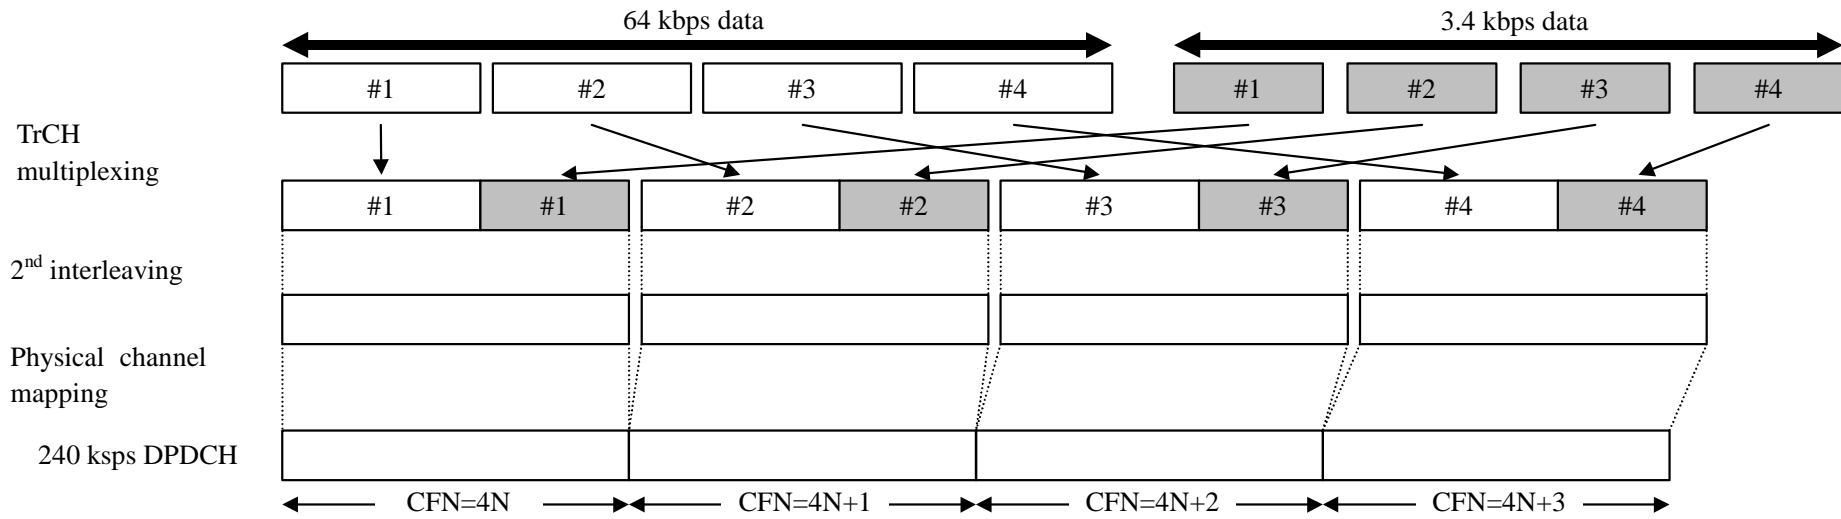 64 kbps data 3.4 kbps data
#1 #2 #3 #4 #1 #2 #3 #4
TrCH
multiplexing
#1 #1 #2 #2 #3 #3 #4 #4
2nd interleaving
Physical channel
mapping
240 ksps DPDCH
CFN=4N CFN=4N+1 CFN=4N+2 CFN=4N+3